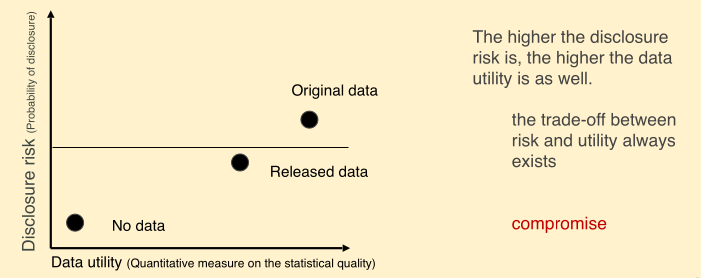 Disclosure risk (Probability of disclosure)
Original data
Released data
No data
Data utility (Quantitative measure on the statistical quality)
The higher the disclosure
risk is, the higher the data
utility is as well.
the trade-off between
risk and utility always
exists
compromise